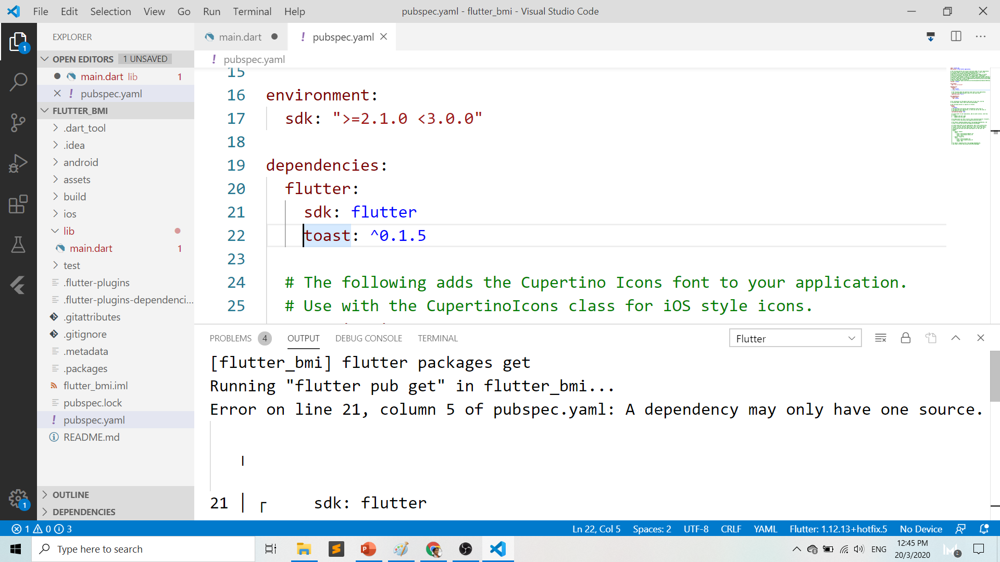 File Edit Selection View Go Run Terminal Help
pubspec.yaml - flutter_bmi - Visual Studio Code
EXPLORER
OPEN EDITORS 1 UNSAVED
main.dart lib 1
pubspec.yaml
FLUTTER_BMI
.dart_tool
.idea
android
assets
build
ios
lib
main.dart 1
test
.flutter-plugins
.flutter-plugins-dependenci...
.gitattributes
.gitignore
.metadata
.packages
flutter_bmi.iml
pubspec.lock
pubspec.yaml
README.md
OUTLINE
DEPENDENCIES
1
1
main.dart
pubspec.yaml
pubspec.yaml
15
16 environment:
17 sdk: ">=2.1.0 <3.0.0"
18
19 dependencies:
20 flutter:
21 sdk: flutter
22 toast: ^0.1.5
23
24 # The following adds the Cupertino Icons font to your application.
25 # Use with the CupertinoIcons class for iOS style icons.
PROBLEMS 4 OUTPUT DEBUG CONSOLE TERMINAL
Flutter
[flutter_bmi] flutter packages get
Running "flutter pub get" in flutter_bmi...
Error on line 21, column 5 of pubspec.yaml: A dependency may only have one source.
╷
21 │ ┌ sdk: flutter
1 0 3
Ln 22, Col 5 Spaces: 2 UTF-8 CRLF YAML Flutter: 1.12.13+hotfix.5 No Device
Type here to search
ENG
12:45 PM
20/3/2020
2